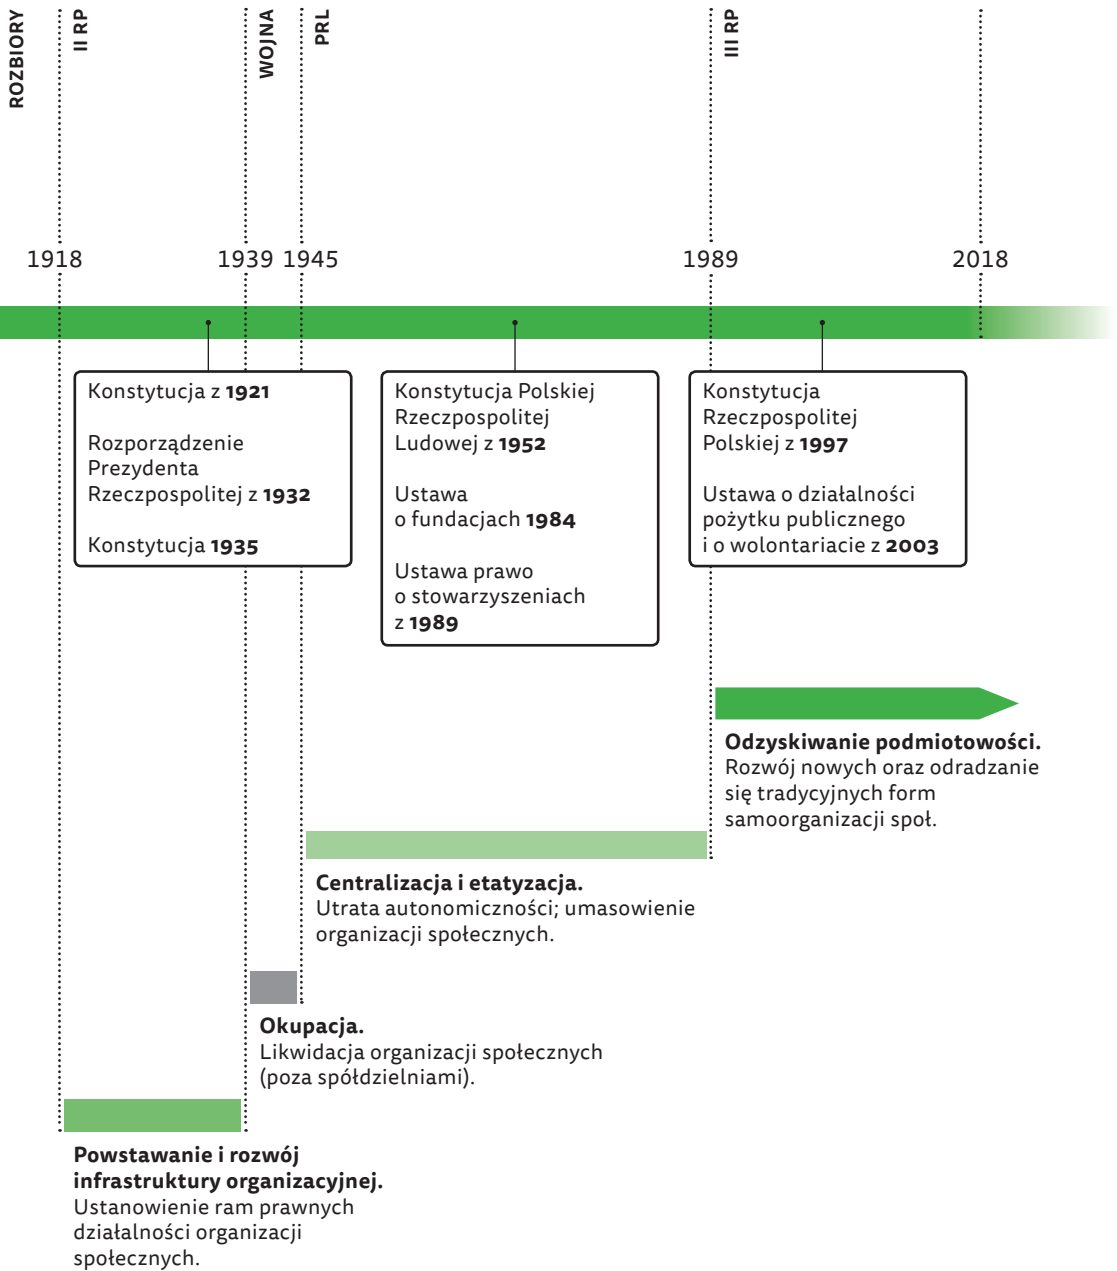 ROZBIORY
II RP
WOJNA
PRL
III RP
1918
1939
1945
1989
2018
Konstytucja z 1921
Rozporządzenie
Prezydenta
Rzeczpospolitej z 1932
Konstytucja 1935
Konstytucja Polskiej
Rzeczpospolitej
Ludowej z 1952
Ustawa
o fundacjach 1984
Ustawa prawo
o stowarzyszeniach
z 1989
Konstytucja
Rzeczpospolitej
Polskiej z 1997
Ustawa o działalności
pożytku publicznego
i o wolontariacie z 2003
Odzyskiwanie podmiotowości.
Rozwój nowych oraz odradzanie
się tradycyjnych form
samoorganizacji społ.
Centralizacja i etatyzacja.
Utrata autonomiczności; umasowienie
organizacji społecznych.
Okupacja.
Likwidacja organizacji społecznych
(poza spółdzielniami).
Powstawanie i rozwój
infrastruktury organizacyjnej.
Ustanowienie ram prawnych
działalności organizacji
społecznych.